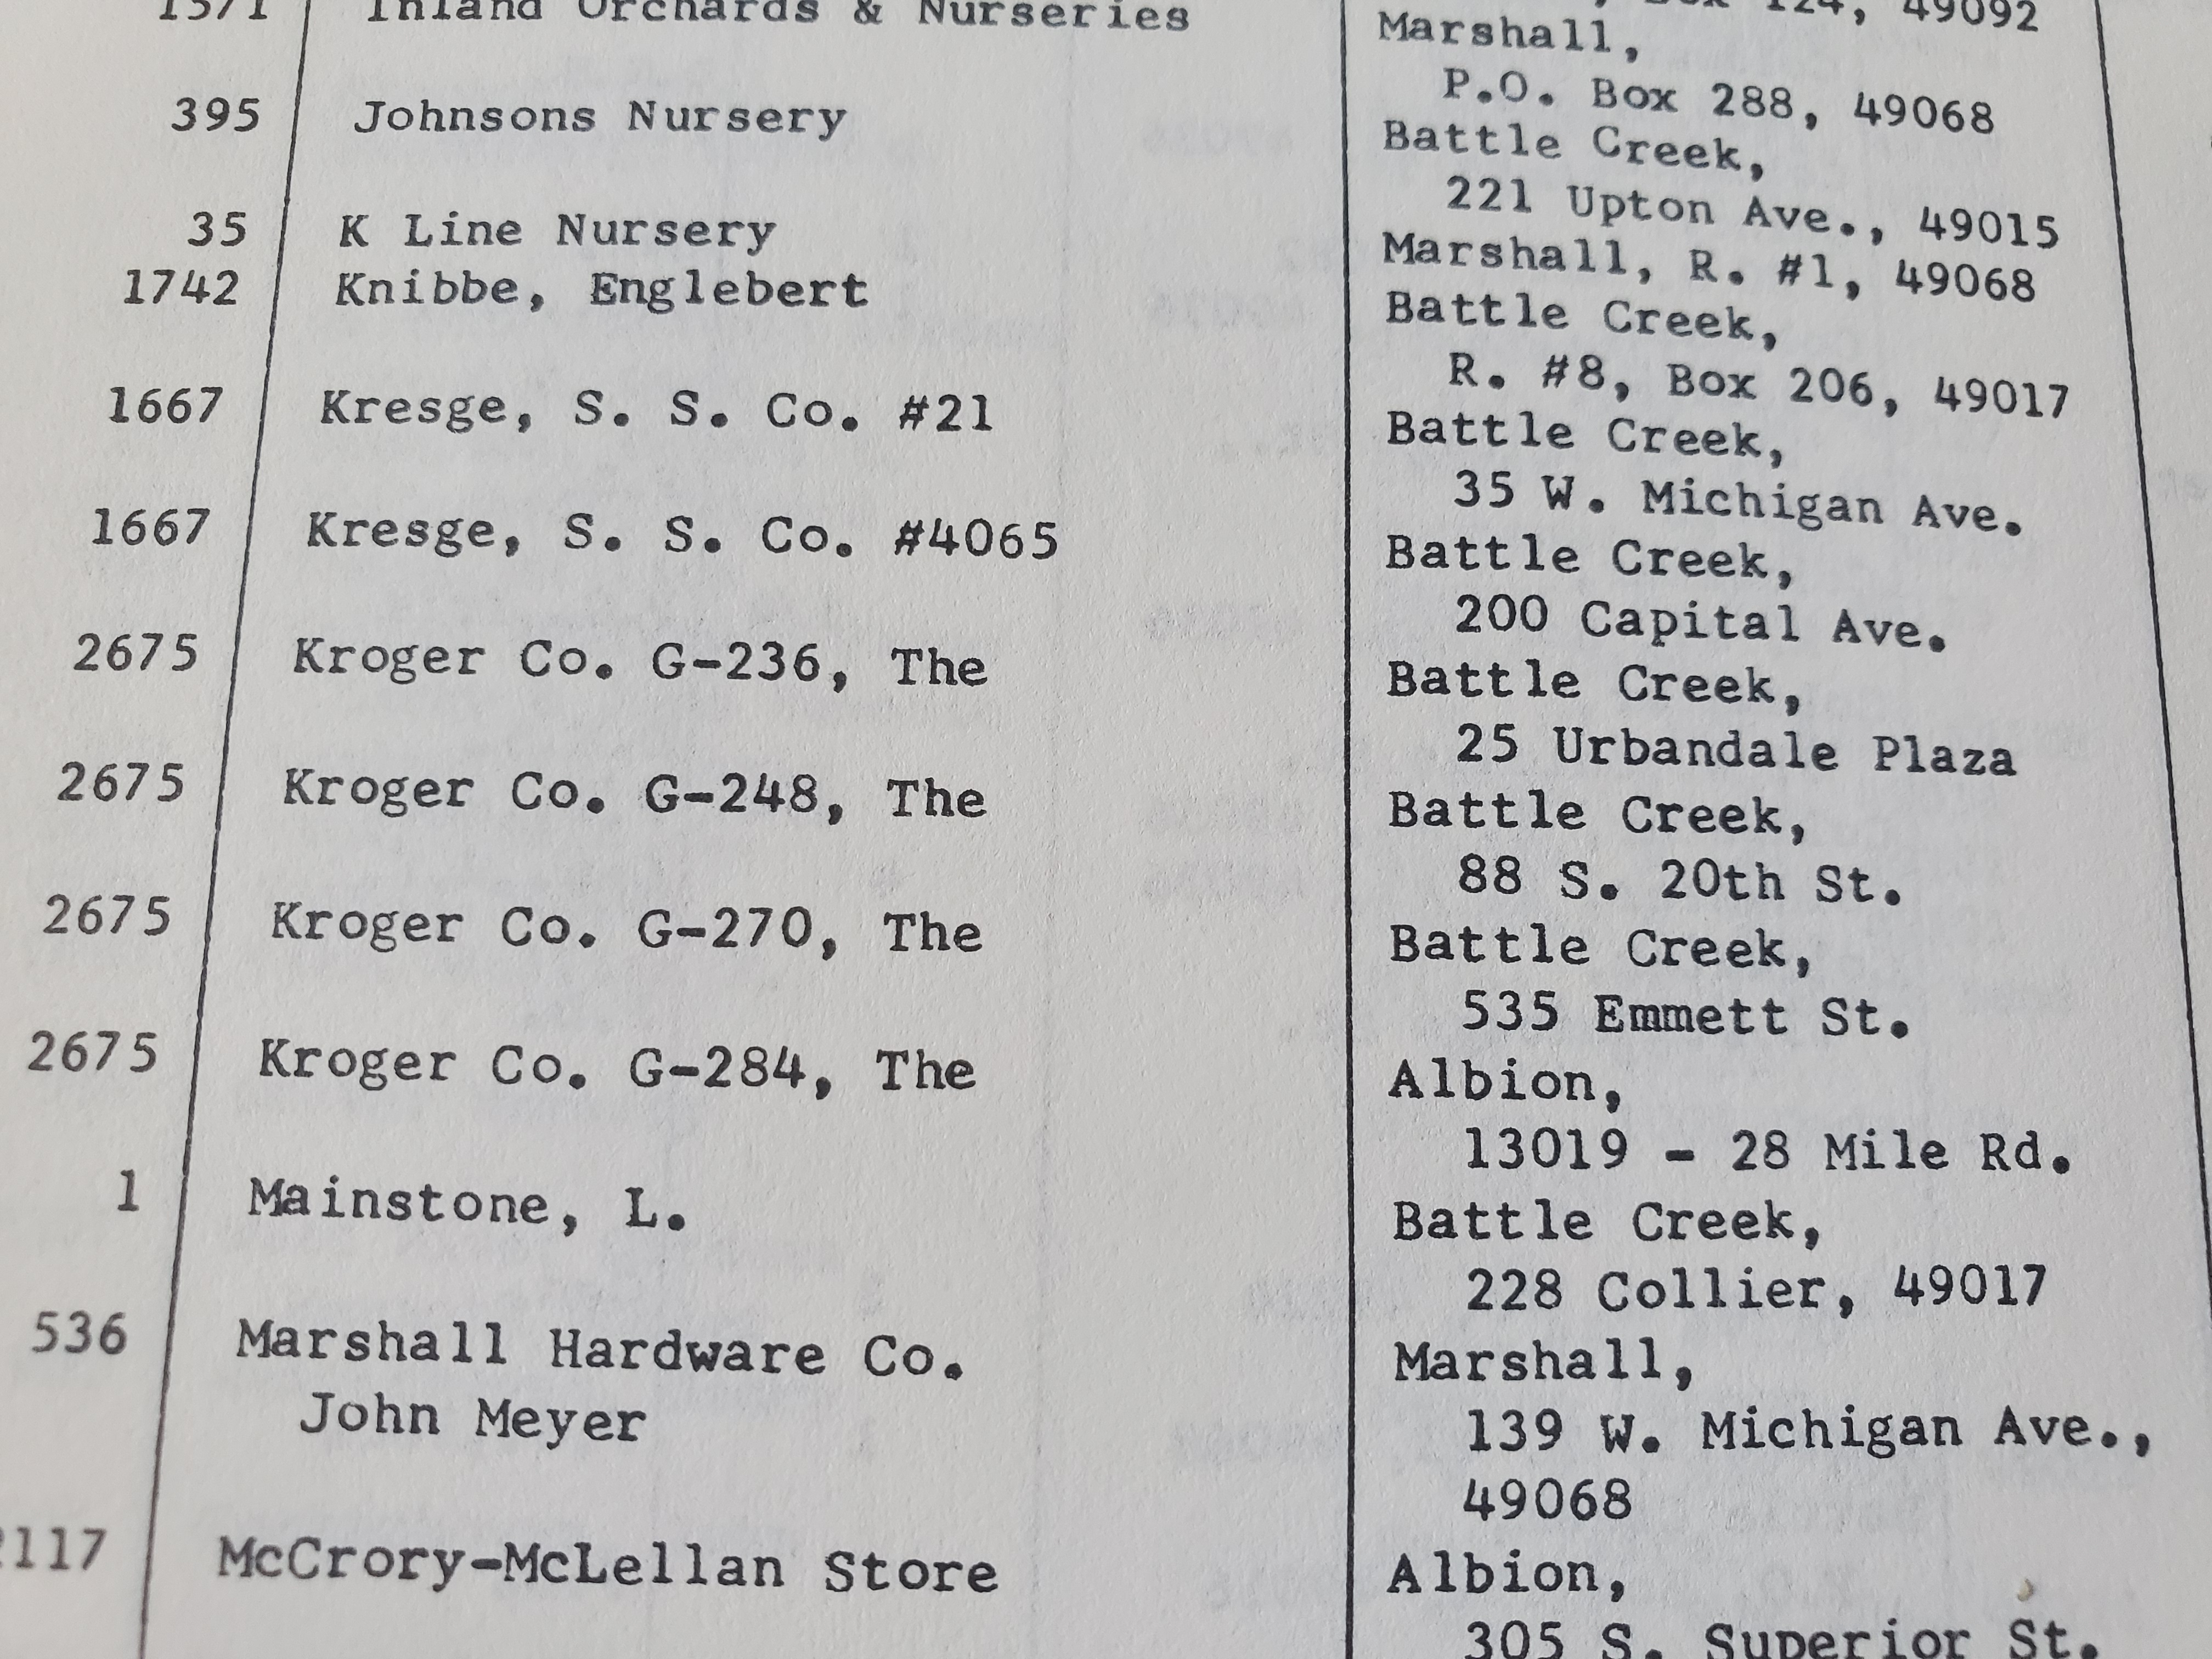 Box 124, 49092
Inland Orchards & Nurseries Marshall,
P.O. Box 288, 49068
395 Johnsons Nursery Battle Creek,
221 Upton Ave., 49015
35 K Line Nursery Marshall, R. #1, 49068
1742 Knibbe, Englebert Battle Creek,
R. #8, Box 206, 49017
1667 Kresge, S. S. Co. #21 Battle Creek,
35 W. Michigan Ave.
1667 Kresge, S. S. Co. #4065 Battle Creek,
200 Capital Ave.
2675 Kroger Co. G-236, The Battle Creek,
25 Urbandale Plaza
2675 Kroger Co. G-248, The Battle Creek,
88 S. 20th St.
2675 Kroger Co. G-270, The Battle Creek,
535 Emmett St.
2675 Kroger Co. G-284, The Albion,
13019 - 28 Mile Rd.
1 Mainstone, L. Battle Creek,
228 Collier, 49017
536 Marshall Hardware Co. Marshall,
John Meyer 139 W. Michigan Ave.,
49068
2117 McCrory-McLellan Store Albion,
305 S. Superior St.